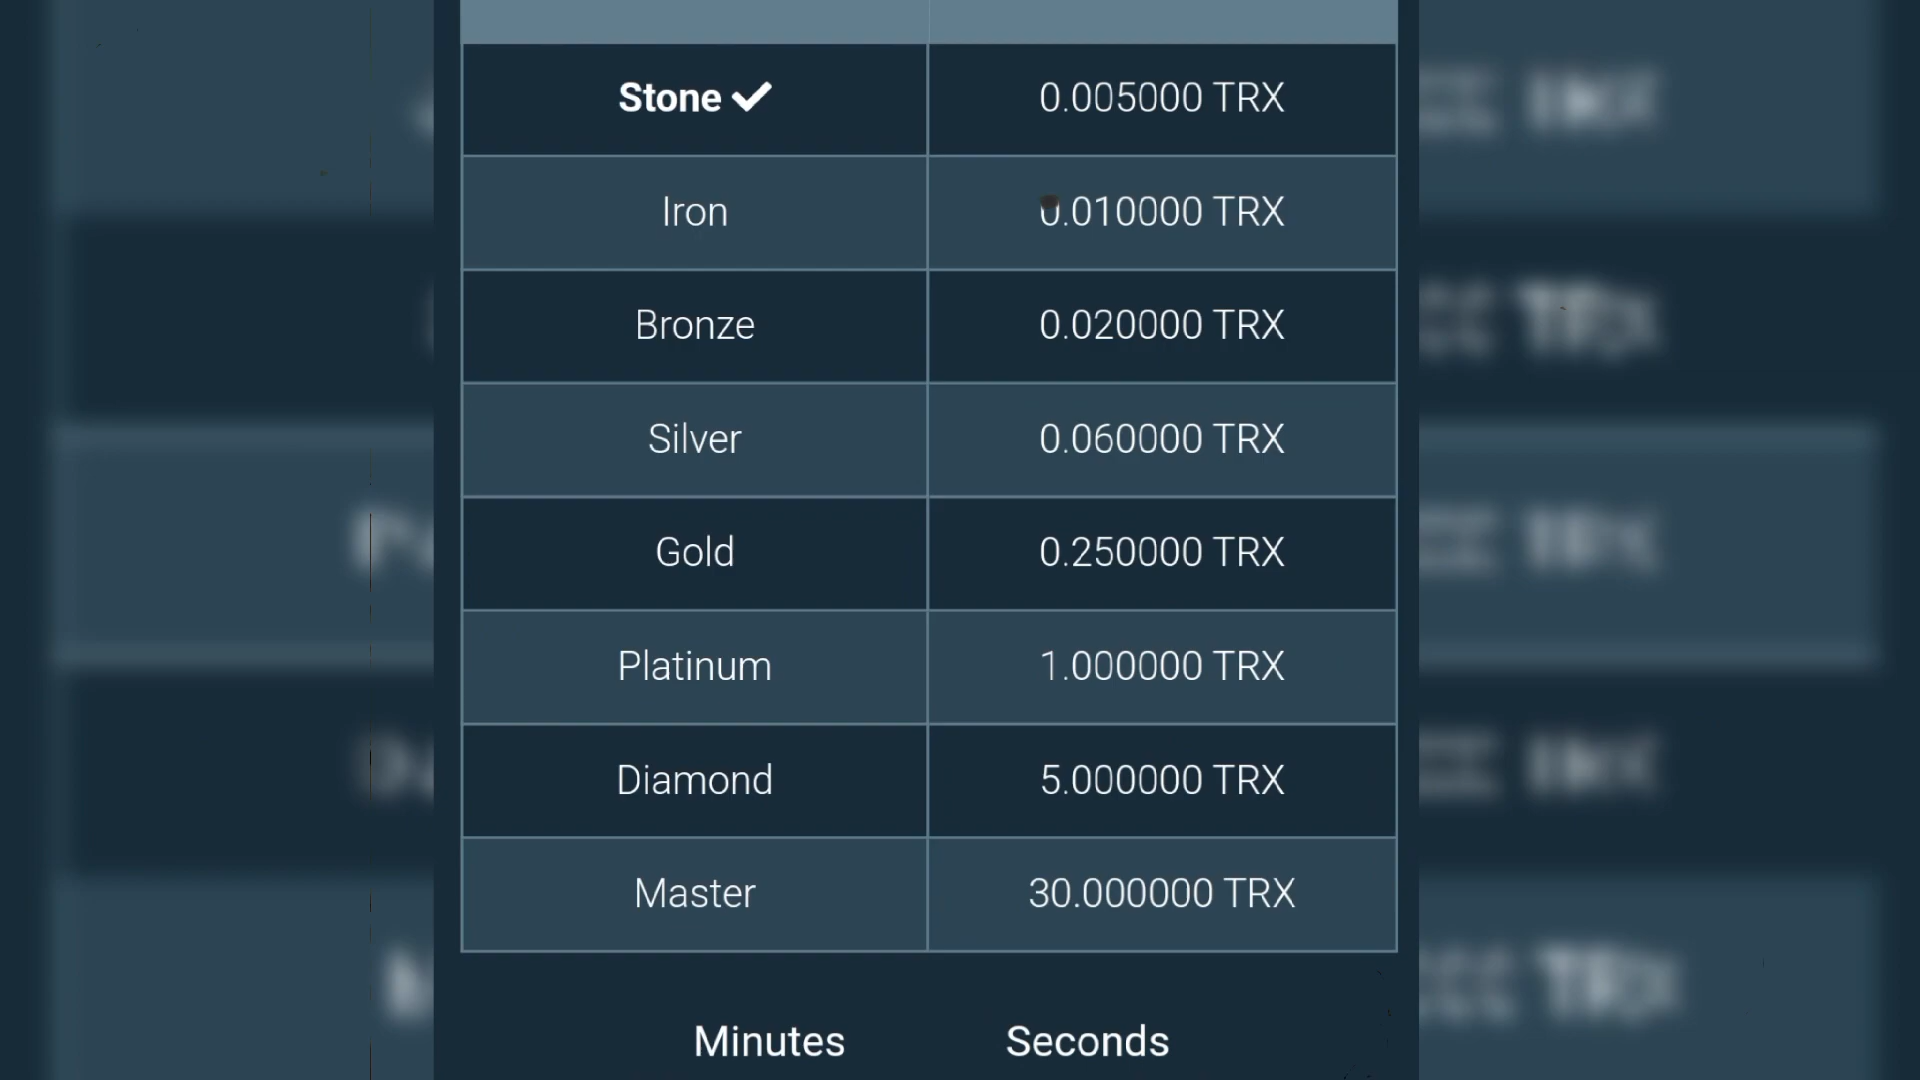 Stone ✔ 0.005000 TRX
Iron 0.010000 TRX
Bronze 0.020000 TRX
Silver 0.060000 TRX
Gold 0.250000 TRX
Platinum 1.000000 TRX
Diamond 5.000000 TRX
Master 30.000000 TRX
Minutes Seconds